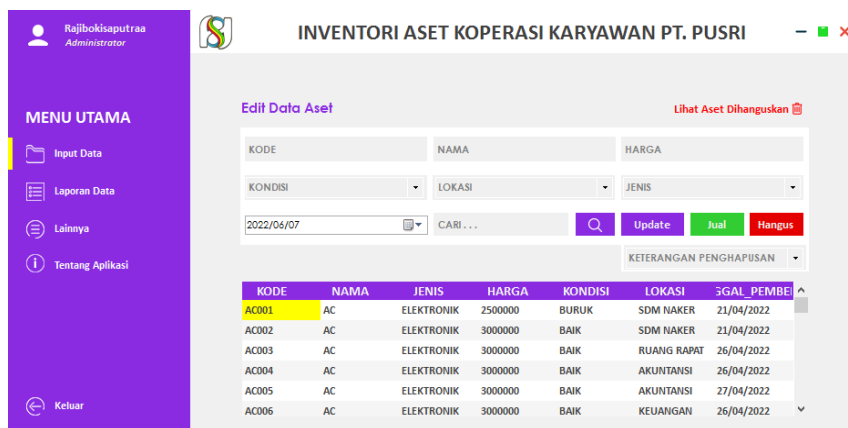 Rajibokisaputraa
Administrator
INVENTORI ASET KOPERASI KARYAWAN PT. PUSRI
MENU UTAMA
Input Data
Laporan Data
Lainnya
Tentang Aplikasi
Keluar
Edit Data Aset
Lihat Aset Dihanguskan
KODE NAMA HARGA
KONDISI LOKASI JENIS
2022/06/07 CARI . . . Update Jual Hangus
KETERANGAN PENGHAPUSAN
KODE NAMA JENIS HARGA KONDISI LOKASI GGAL_PEMBE
AC001 AC ELEKTRONIK 2500000 BURUK SDM NAKER 21/04/2022
AC002 AC ELEKTRONIK 3000000 BAIK SDM NAKER 21/04/2022
AC003 AC ELEKTRONIK 3000000 BAIK RUANG RAPAT 26/04/2022
AC004 AC ELEKTRONIK 3000000 BAIK AKUNTANSI 26/04/2022
AC005 AC ELEKTRONIK 3000000 BAIK AKUNTANSI 27/04/2022
AC006 AC ELEKTRONIK 3000000 BAIK KEUANGAN 26/04/2022